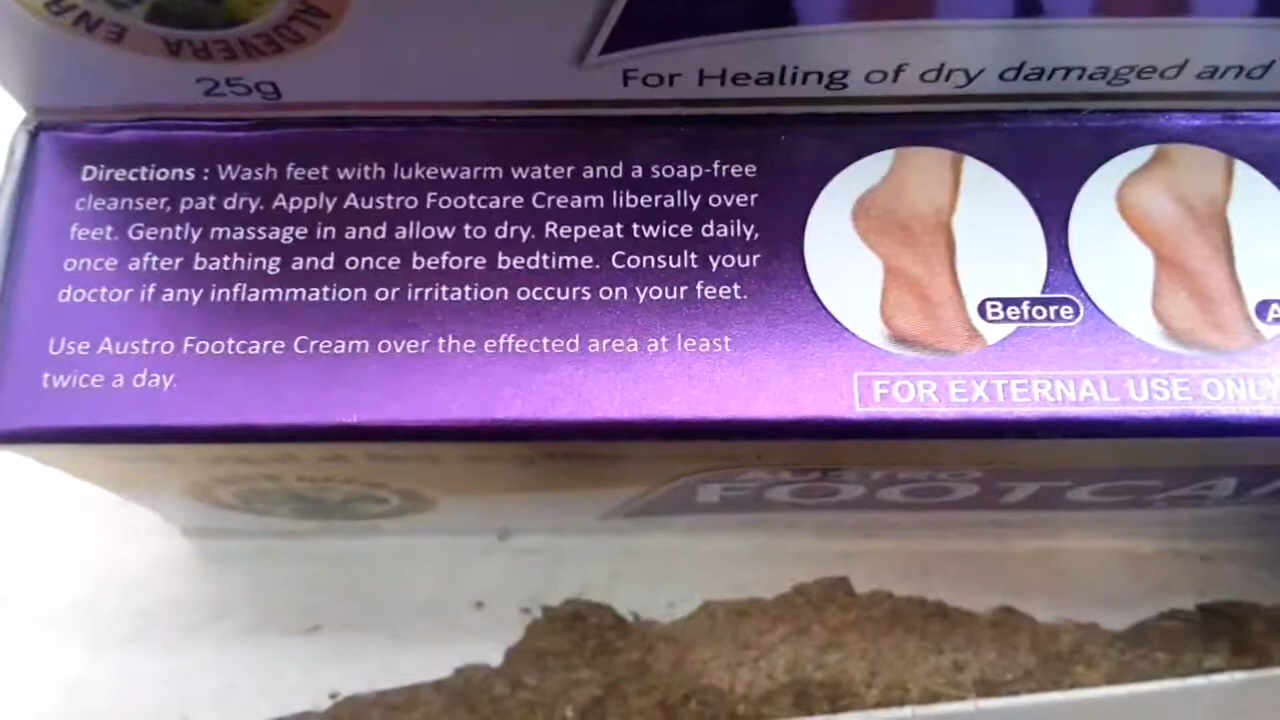 ALOEVERA ENR
25g
For Healing of dry damaged and
Directions : Wash feet with lukewarm water and a soap-free
cleanser, pat dry. Apply Austro Footcare Cream liberally over
feet. Gently massage in and allow to dry. Repeat twice daily,
once after bathing and once before bedtime. Consult your
doctor if any inflammation or irritation occurs on your feet.
Use Austro Footcare Cream over the effected area at least
twice a day.
Before
A
FOR EXTERNAL USE ONLY
AUSTRO
FOOTCA